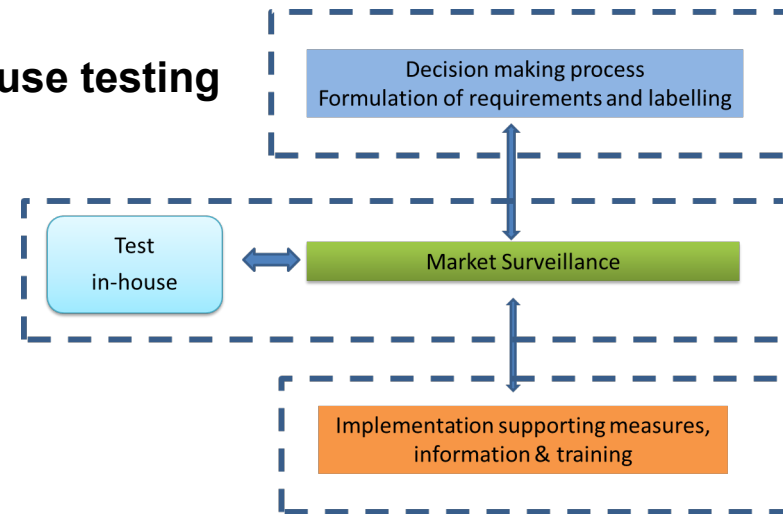 use testing
Decision making process
Formulation of requirements and labelling
Test
in-house
Market Surveillance
Implementation supporting measures,
information & training